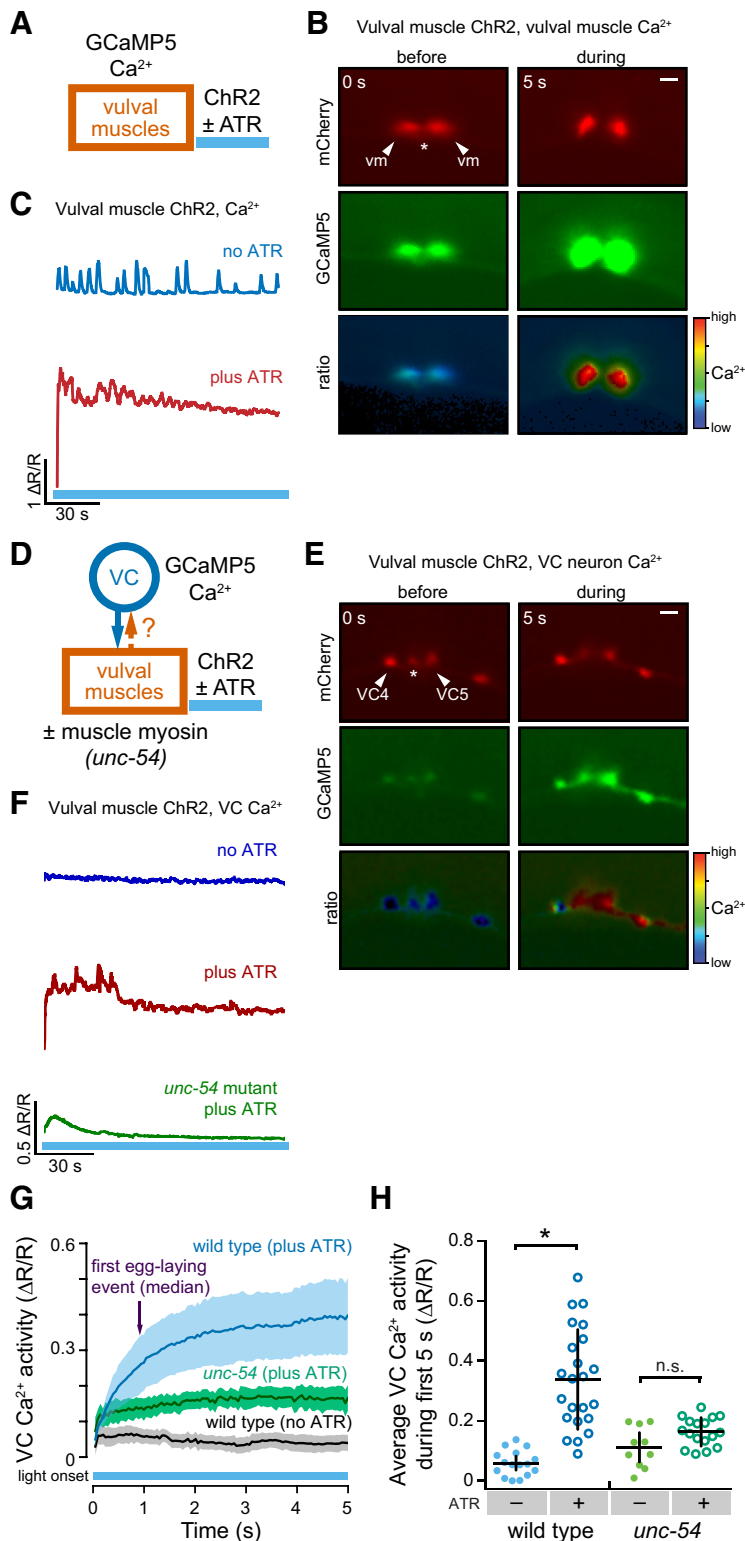 A
GCaMP5
Ca²⁺
vulval
muscles
ChR2
± ATR
B
Vulval muscle ChR2, vulval muscle Ca²⁺
before
during
mCherry
0 s
vm
*
vm
5 s
GCaMP5
ratio
high
Ca²⁺
low
C
Vulval muscle ChR2, Ca²⁺
no ATR
plus ATR
1 ΔR/R
30 s
D
VC
GCaMP5
Ca²⁺
?
vulval
muscles
ChR2
± ATR
± muscle myosin
(unc-54)
E
Vulval muscle ChR2, VC neuron Ca²⁺
before
during
mCherry
0 s
VC4
*
VC5
5 s
GCaMP5
ratio
high
Ca²⁺
low
F
Vulval muscle ChR2, VC Ca²⁺
no ATR
plus ATR
unc-54 mutant
plus ATR
0.5 ΔR/R
30 s
G
VC Ca²⁺ activity (ΔR/R)
0.6
0.3
0
wild type (plus ATR)
first egg-laying
event (median)
unc-54 (plus ATR)
wild type (no ATR)
light onset
0 1 2 3 4 5
Time (s)
H
Average VC Ca²⁺ activity
during first 5 s (ΔR/R)
0.8
0.6
0.4
0.2
0
*
n.s.
ATR − + − +
wild type unc-54